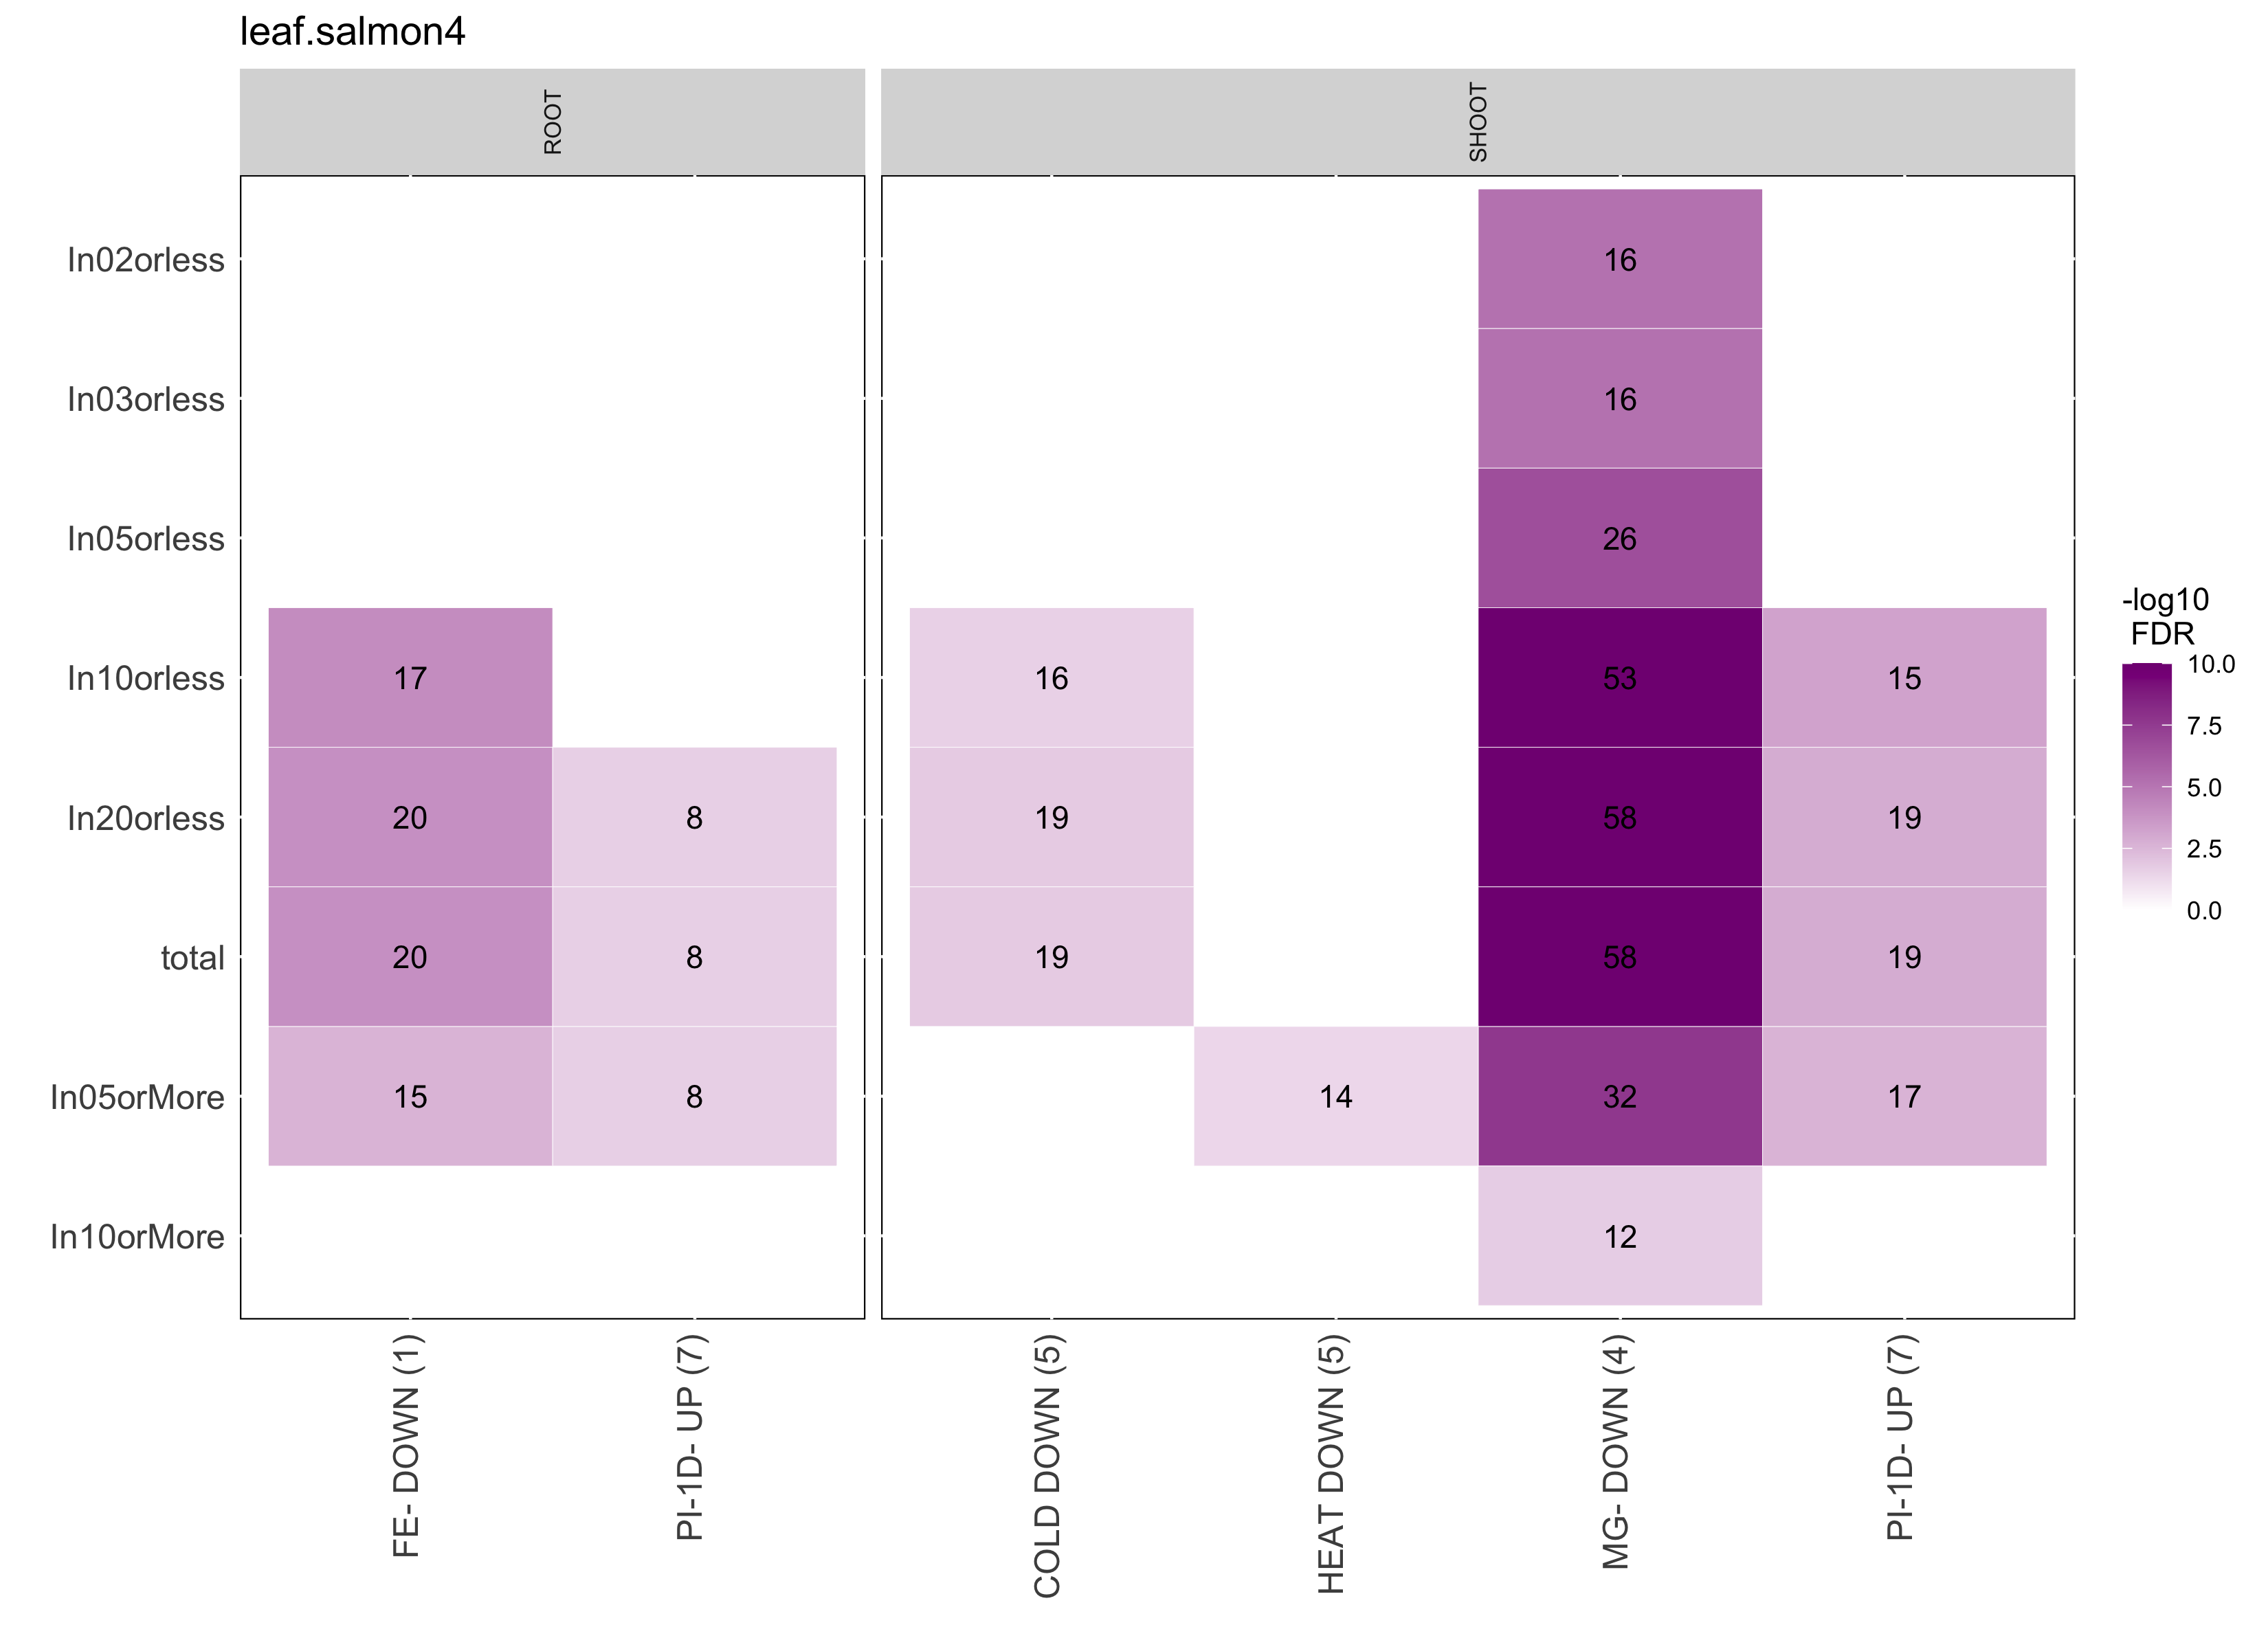 leaf.salmon4
ROOT
SHOOT
In02orless
16
In03orless
16
In05orless
26
In10orless
17
16
53
15
In20orless
20
8
19
58
19
total
20
8
19
58
19
In05orMore
15
8
14
32
17
In10orMore
12
FE- DOWN (1)
PI-1D- UP (7)
COLD DOWN (5)
HEAT DOWN (5)
MG- DOWN (4)
PI-1D- UP (7)
-log10
FDR
10.0
7.5
5.0
2.5
0.0